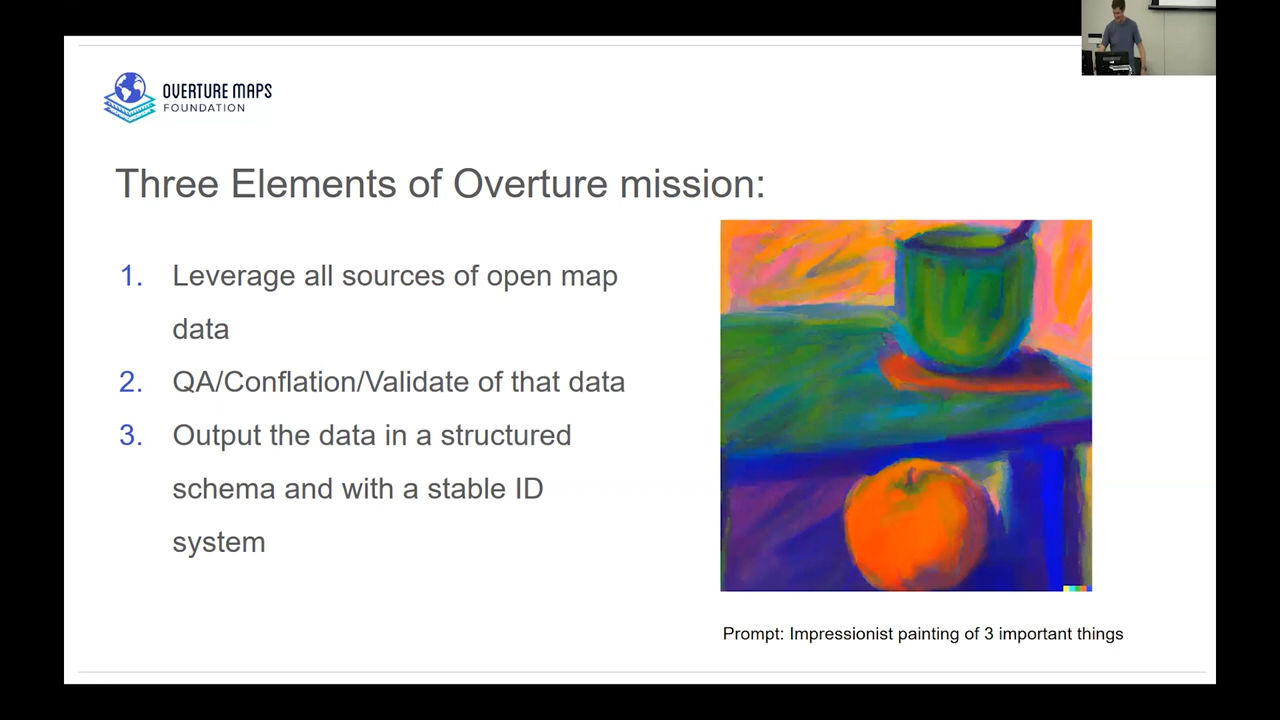 OVERTURE MAPS
FOUNDATION
Three Elements of Overture mission:
1. Leverage all sources of open map
data
2. QA/Conflation/Validate of that data
3. Output the data in a structured
schema and with a stable ID
system
Prompt: Impressionist painting of 3 important things